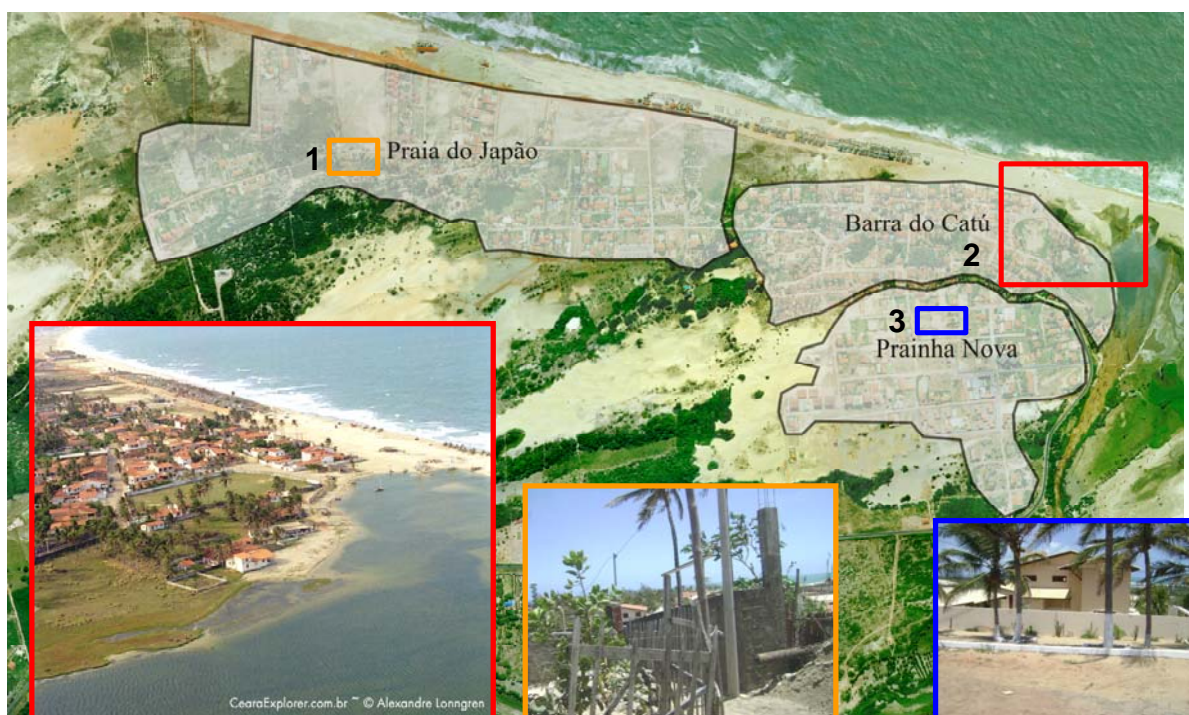 1
Praia do Japão
Barra do Catú
2
3
Prainha Nova
CearaExplorer.com.br ~ © Alexandre Lonngren